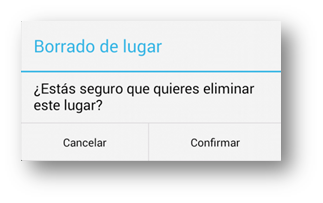 Borrado de lugar
¿Estás seguro que quieres eliminar
este lugar?
Cancelar
Confirmar